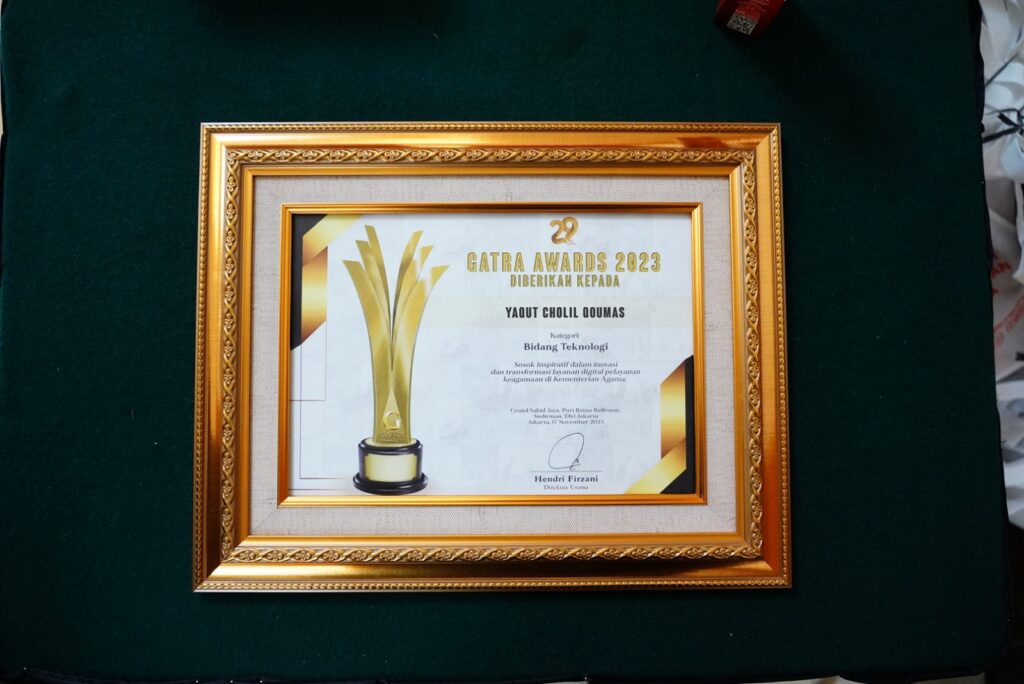 29
GATRA AWARDS 2023
DIBERIKAN KEPADA
YAQUT CHOLIL QOUMAS
Kategori:
Bidang Teknologi
Sosok inspiratif dalam inovasi
dan transformasi layanan digital pelayanan
keagamaan di Kementerian Agama.
Grand Sahid Jaya, Puri Ratna Ballroom,
Sudirman, DKI Jakarta
Jakarta, 17 November 2023
Hendri Firzani
Direktur Utama
G